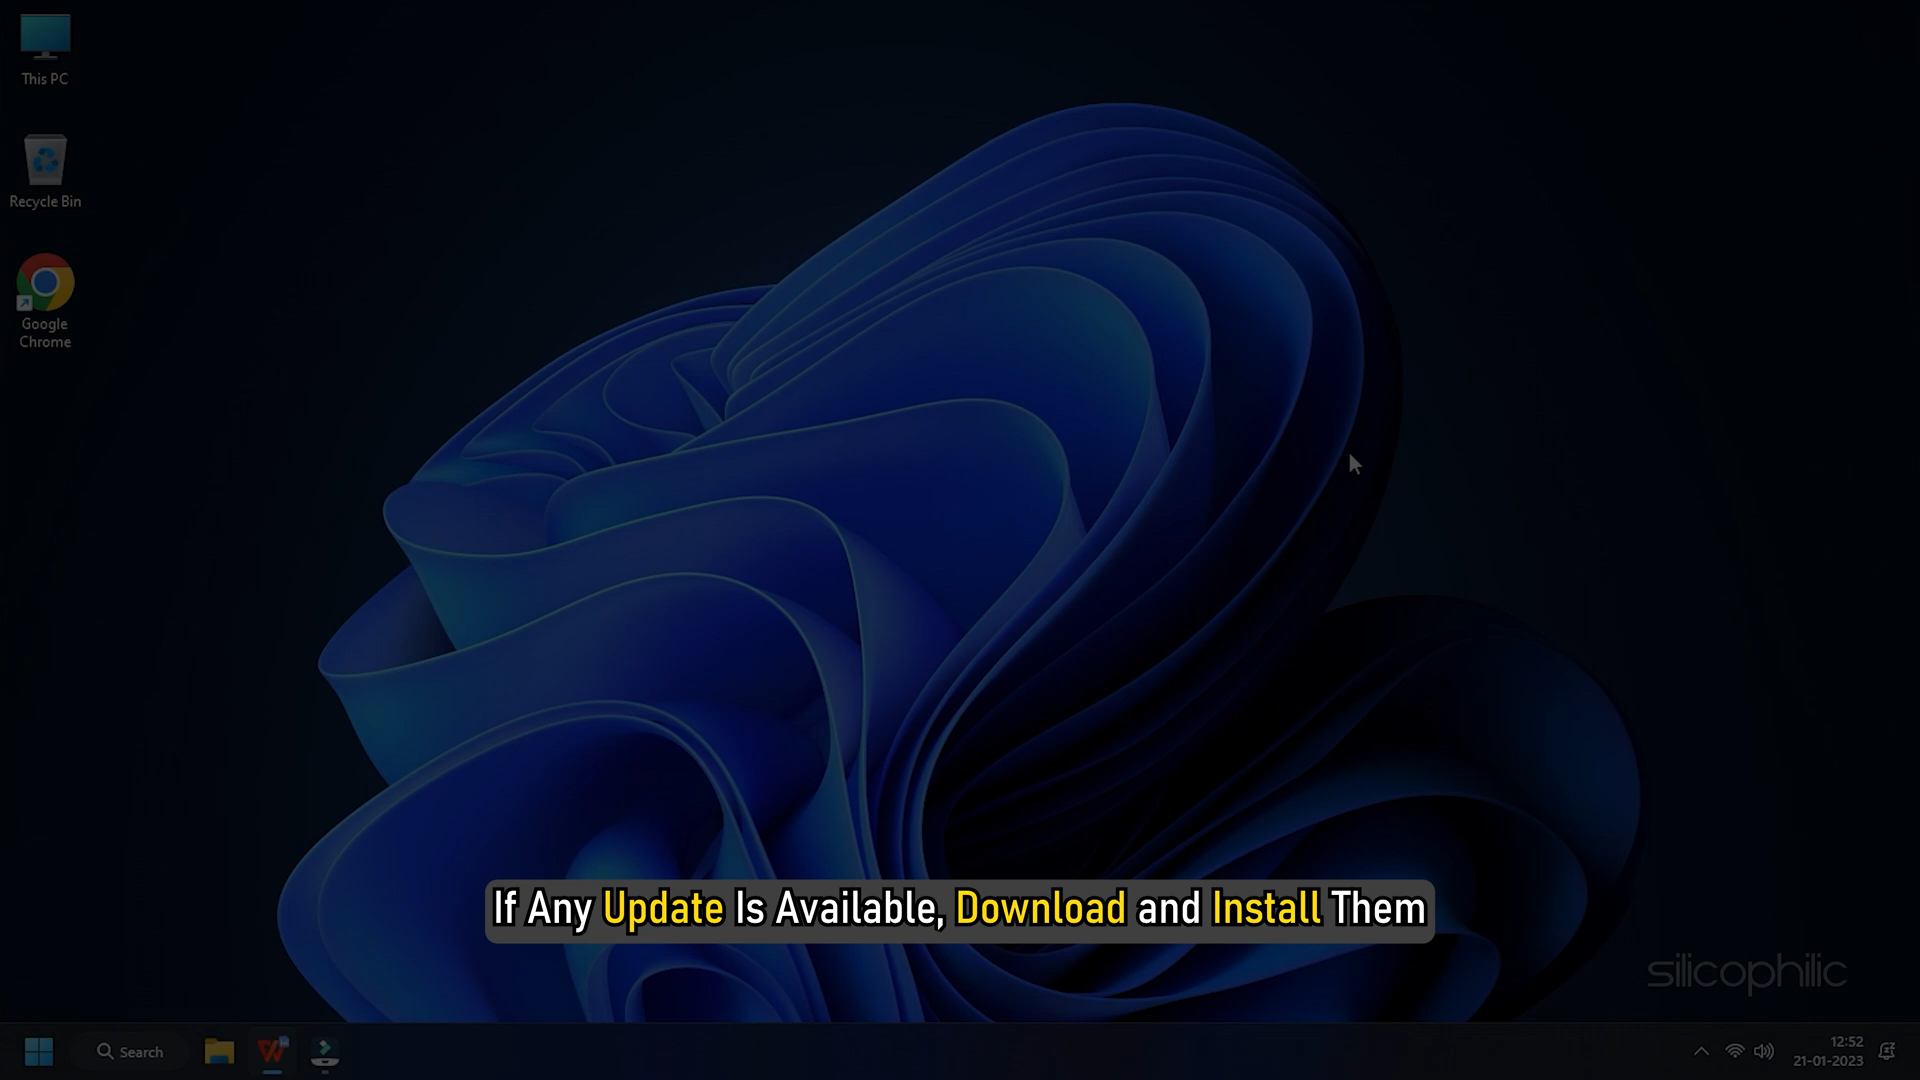 This PC
Recycle Bin
Google
Chrome
If Any Update Is Available, Download and Install Them
silicophilic
Search
12:52
21-01-2023